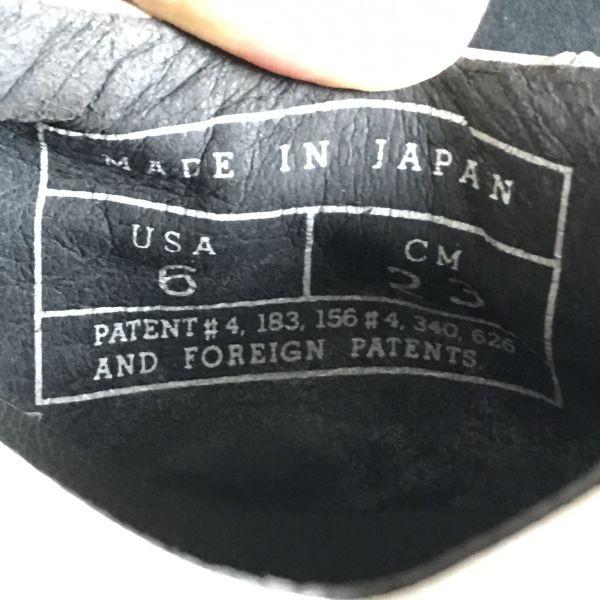 MADE IN JAPAN
USA CM
6 23
PATENT # 4, 183, 156 # 4, 340, 626
AND FOREIGN PATENTS.